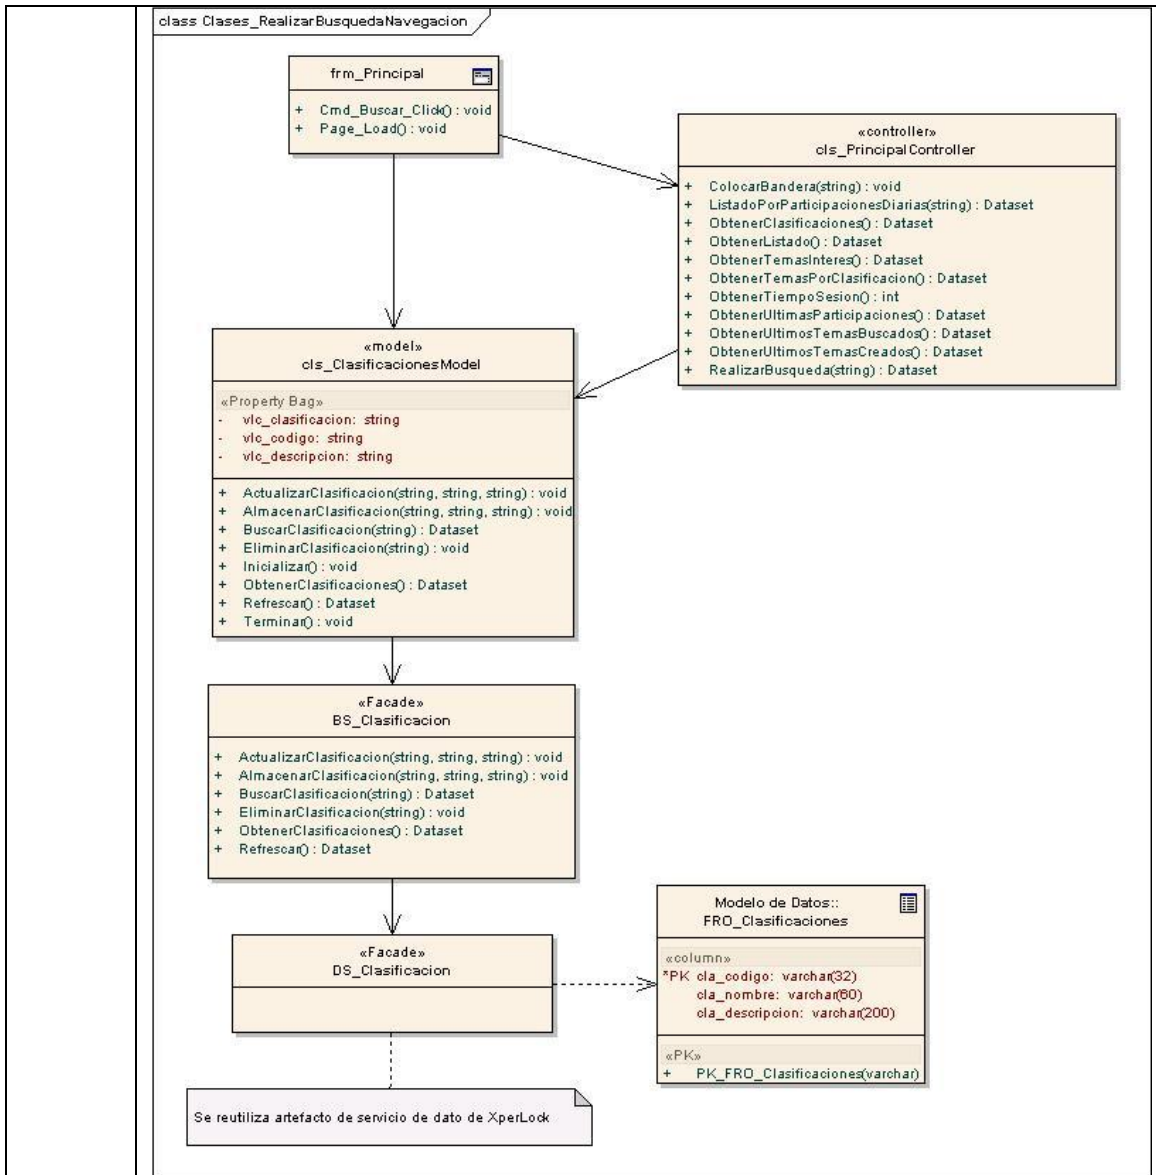 class Clases_RealizarBusquedaNavegacion
frm_Principal
+ Cmd_Buscar_Click() : void
+ Page_Load() : void
«controller»
cls_PrincipalController
+ ColocarBandera(string) : void
+ ListadoPorParticipacionesDiarias(string) : Dataset
+ ObtenerClasificaciones() : Dataset
+ ObtenerListado() : Dataset
+ ObtenerTemasInteres() : Dataset
+ ObtenerTemasPorClasificacion() : Dataset
+ ObtenerTiempoSesion() : int
+ ObtenerUltimasParticipaciones() : Dataset
+ ObtenerUltimosTemasBuscados() : Dataset
+ ObtenerUltimosTemasCreados() : Dataset
+ RealizarBusqueda(string) : Dataset
«model»
cls_ClasificacionesModel
«Property Bag»
- vlc_clasificacion: string
- vlc_codigo: string
- vlc_descripcion: string
+ ActualizarClasificacion(string, string, string) : void
+ AlmacenarClasificacion(string, string, string) : void
+ BuscarClasificacion(string) : Dataset
+ EliminarClasificacion(string) : void
+ Inicializar() : void
+ ObtenerClasificaciones() : Dataset
+ Refrescar() : Dataset
+ Terminar() : void
«Facade»
BS_Clasificacion
+ ActualizarClasificacion(string, string, string) : void
+ AlmacenarClasificacion(string, string, string) : void
+ BuscarClasificacion(string) : Dataset
+ EliminarClasificacion(string) : void
+ ObtenerClasificaciones() : Dataset
+ Refrescar() : Dataset
«Facade»
DS_Clasificacion
Modelo de Datos::
FRO_Clasificaciones
«column»
*PK cla_codigo: varchar(32)
cla_nombre: varchar(60)
cla_descripcion: varchar(200)
«PK»
+ PK_FRO_Clasificaciones(varchar)
Se reutiliza artefacto de servicio de dato de XperLock